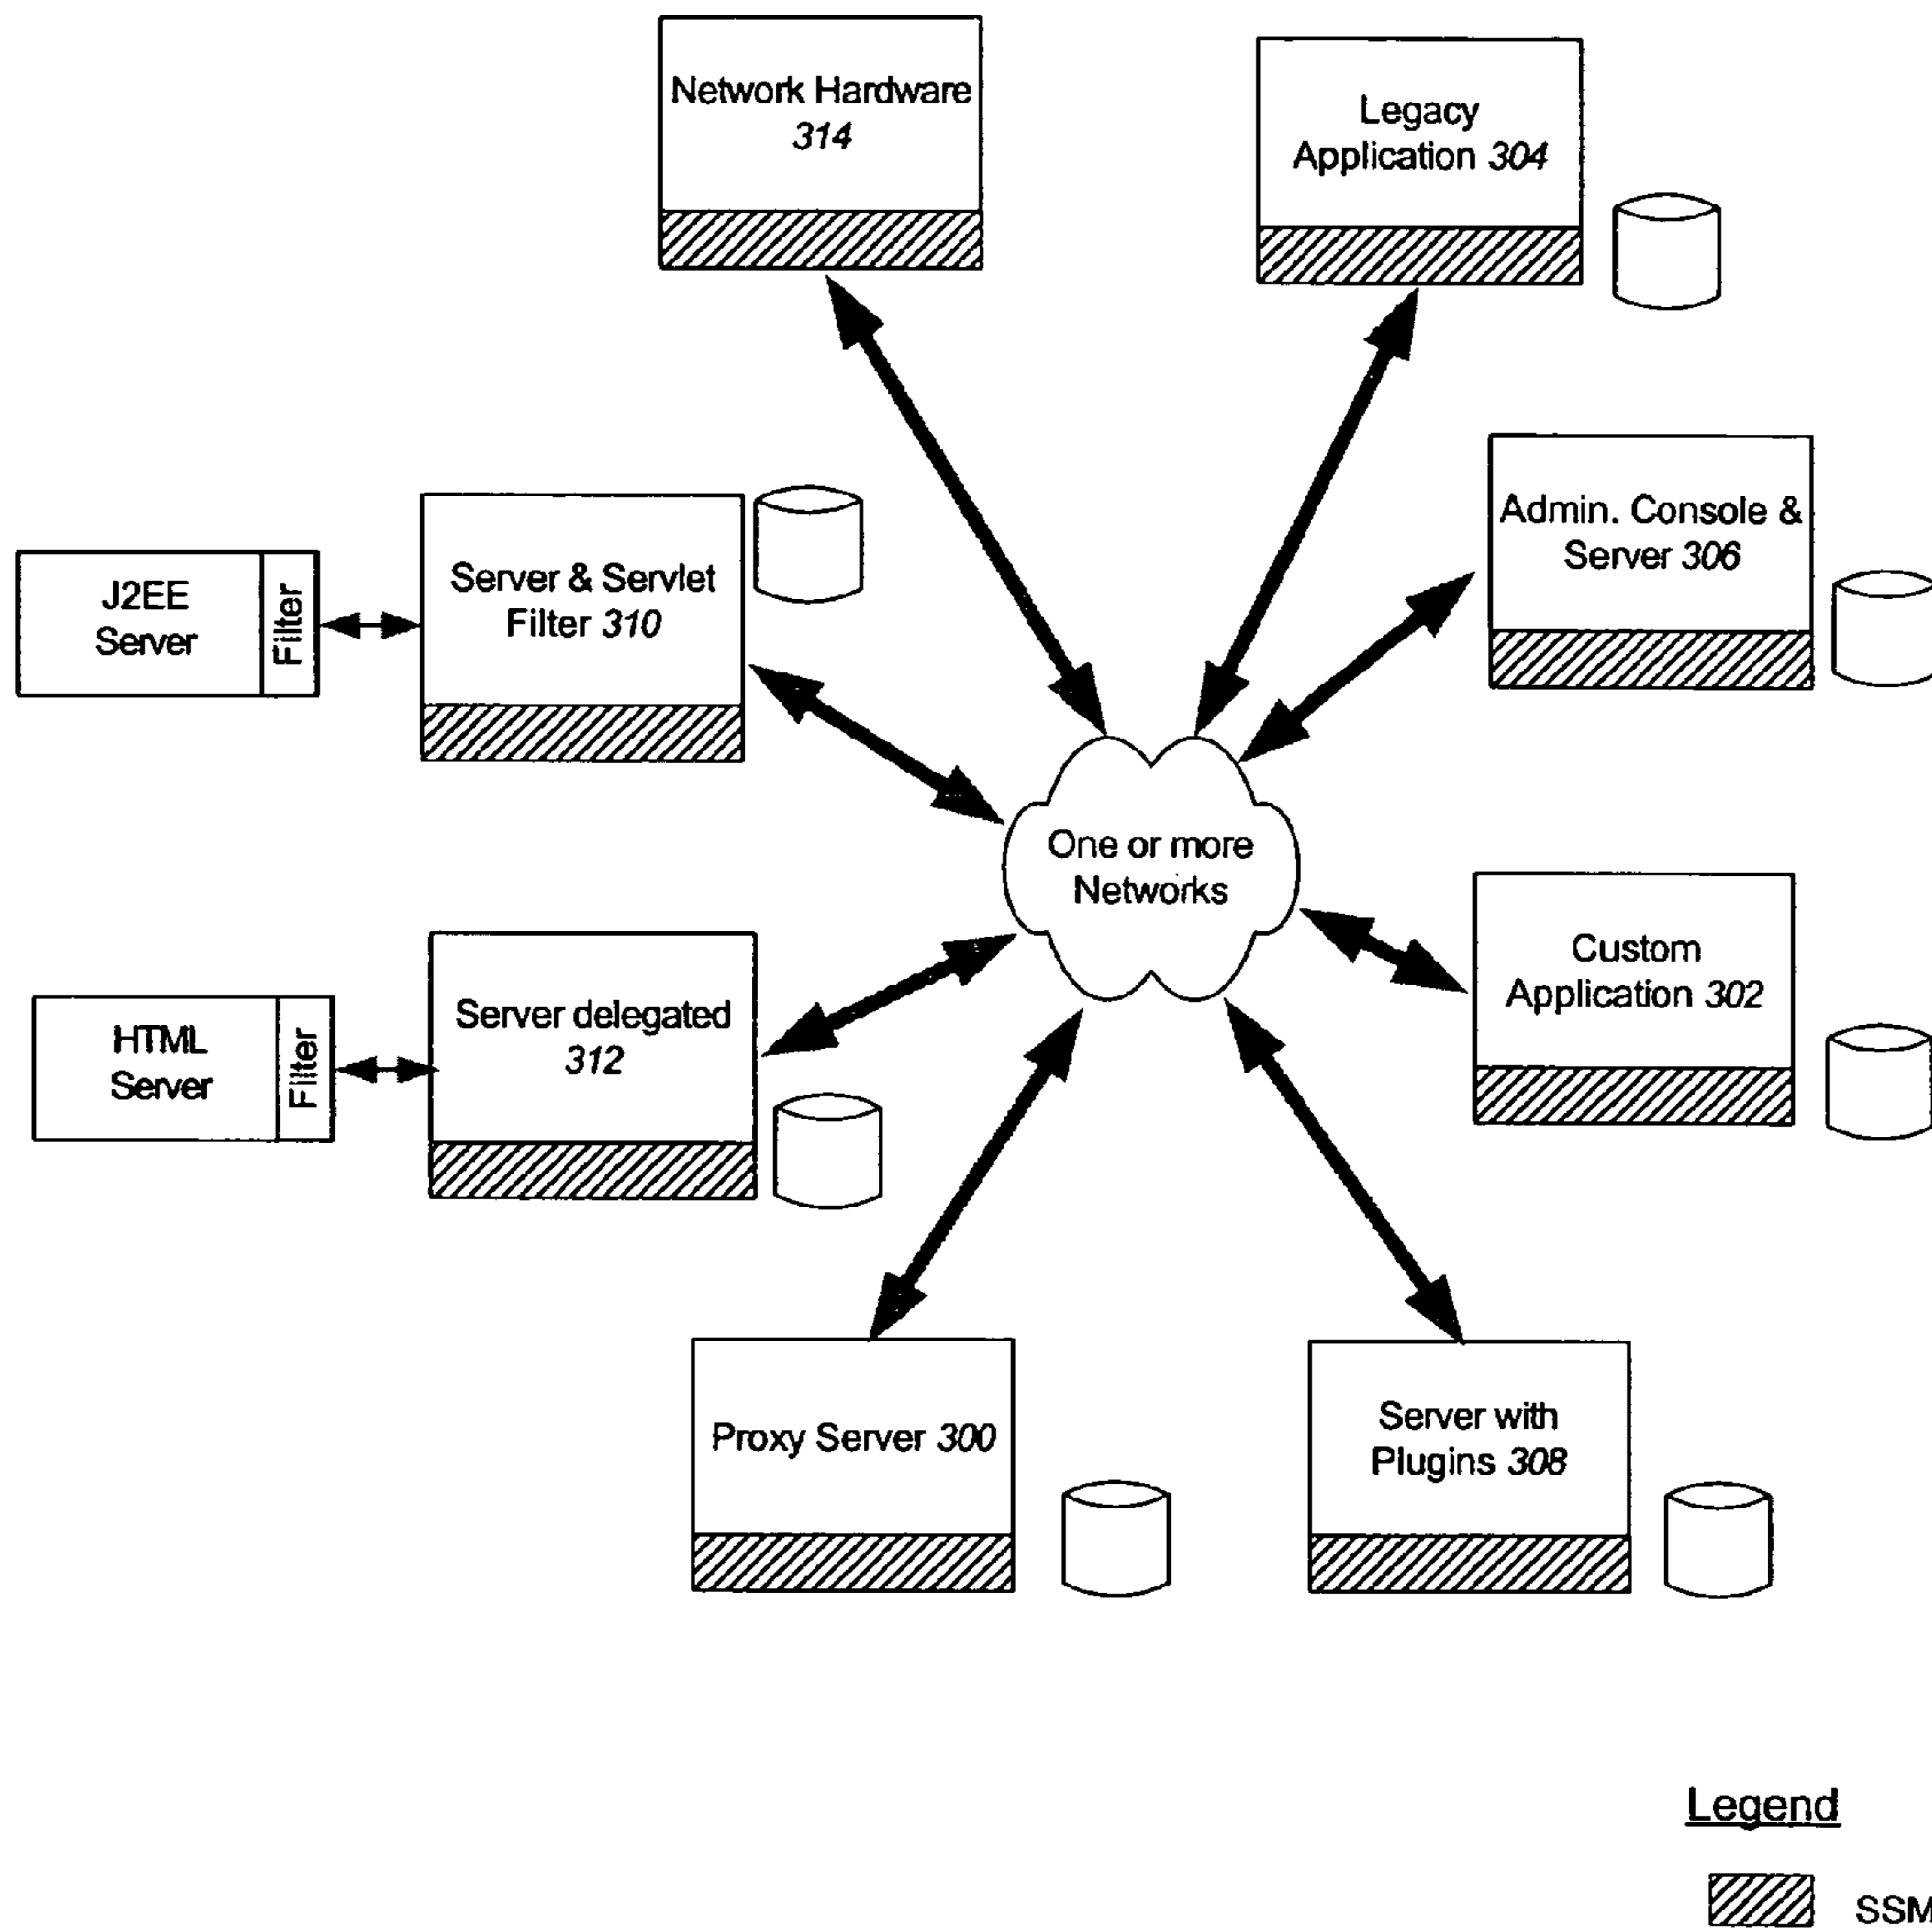 Network Hardware
314
Legacy
Application 304
Admin. Console &
Server 306
Server & Servlet
Filter 310
J2EE
Server
Filter
One or more
Networks
Custom
Application 302
Server delegated
312
HTML
Server
Filter
Proxy Server 300
Server with
Plugins 308
Legend
SSM